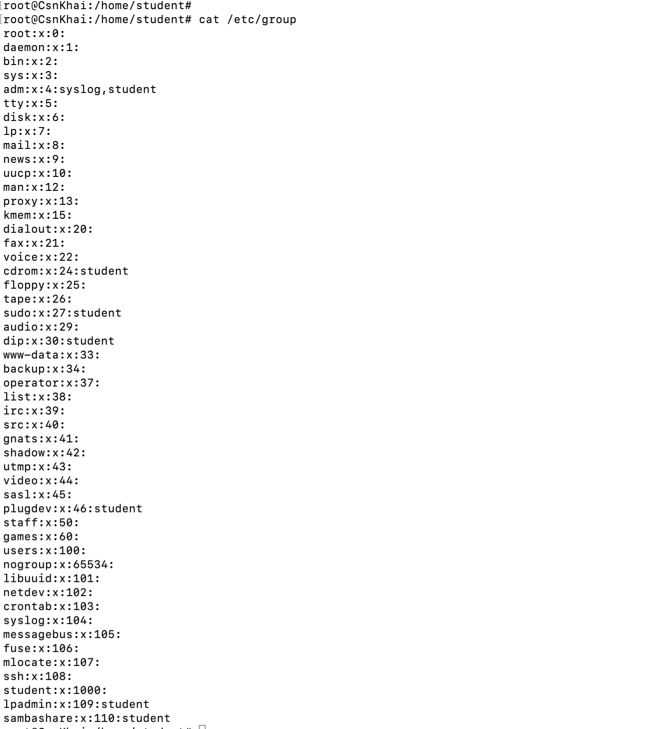 root@CsnKhai:/home/student#
root@CsnKhai:/home/student# cat /etc/group
root:x:0:
daemon:x:1:
bin:x:2:
sys:x:3:
adm:x:4:syslog,student
tty:x:5:
disk:x:6:
lp:x:7:
mail:x:8:
news:x:9:
uucp:x:10:
man:x:12:
proxy:x:13:
kmem:x:15:
dialout:x:20:
fax:x:21:
voice:x:22:
cdrom:x:24:student
floppy:x:25:
tape:x:26:
sudo:x:27:student
audio:x:29:
dip:x:30:student
www-data:x:33:
backup:x:34:
operator:x:37:
list:x:38:
irc:x:39:
src:x:40:
gnats:x:41:
shadow:x:42:
utmp:x:43:
video:x:44:
sasl:x:45:
plugdev:x:46:student
staff:x:50:
games:x:60:
users:x:100:
nogroup:x:65534:
libuuid:x:101:
netdev:x:102:
crontab:x:103:
syslog:x:104:
messagebus:x:105:
fuse:x:106:
mlocate:x:107:
ssh:x:108:
student:x:1000:
lpadmin:x:109:student
sambashare:x:110:student
root@CsnKhai:/home/student#